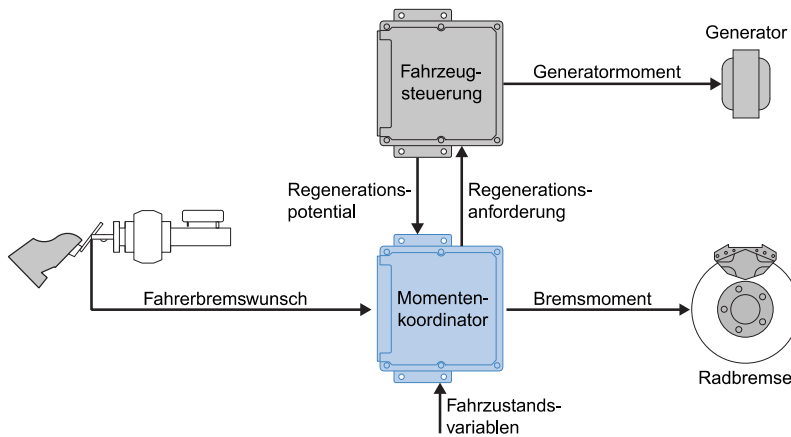 Generator
Fahrzeug-
steuerung
Generatormoment
Regenerations-
potential
Regenerations-
anforderung
Fahrerbremswunsch
Momenten-
koordinator
Bremsmoment
Radbremse
Fahrzustands-
variablen